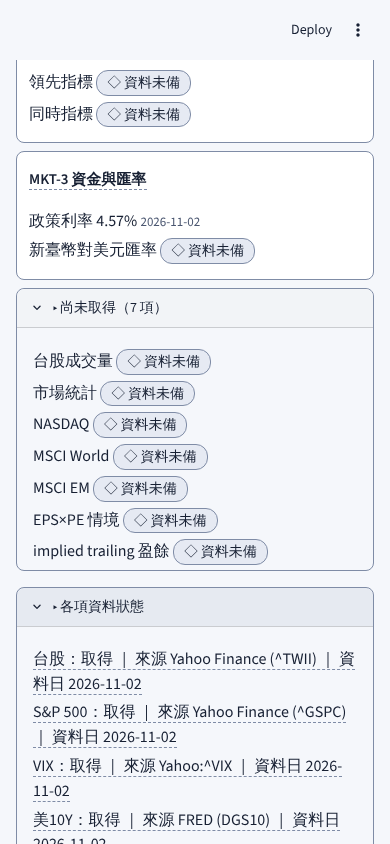 Deploy
領先指標 ◇ 資料未備
同時指標 ◇ 資料未備
MKT-3 資金與匯率
政策利率 4.57% 2026-11-02
新臺幣對美元匯率 ◇ 資料未備
▸尚未取得（7 項）
台股成交量 ◇ 資料未備
市場統計 ◇ 資料未備
NASDAQ ◇ 資料未備
MSCI World ◇ 資料未備
MSCI EM ◇ 資料未備
EPS×PE 情境 ◇ 資料未備
implied trailing 盈餘 ◇ 資料未備
▸各項資料狀態
台股：取得 ｜ 來源 Yahoo Finance (^TWII) ｜ 資
料日 2026-11-02
S&P 500：取得 ｜ 來源 Yahoo Finance (^GSPC)
｜ 資料日 2026-11-02
VIX：取得 ｜ 來源 Yahoo:^VIX ｜ 資料日 2026-
11-02
美10Y：取得 ｜ 來源 FRED (DGS10) ｜ 資料日
2026-11-02